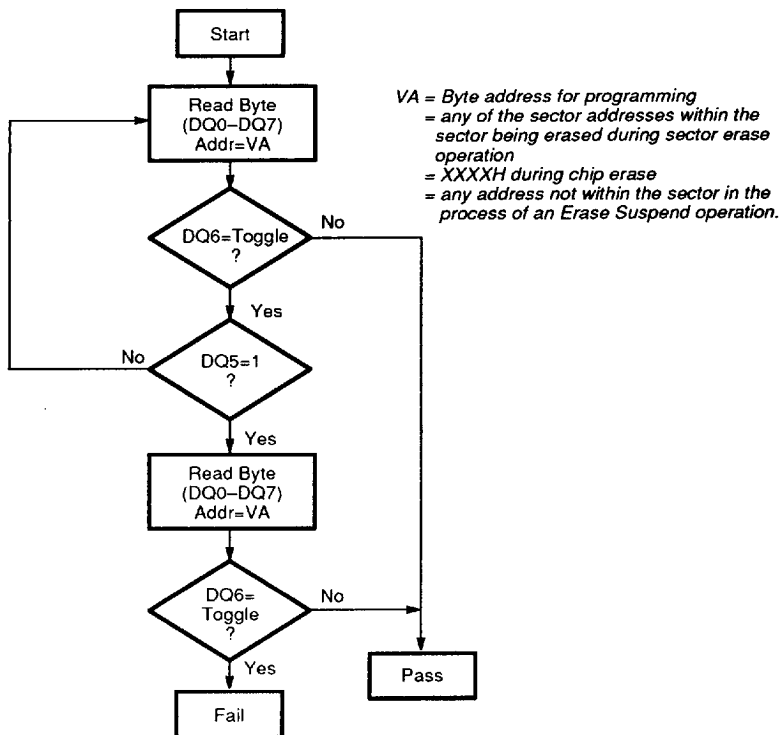 Start
Read Byte
(DQ0–DQ7)
Addr=VA
VA = Byte address for programming
= any of the sector addresses within the
sector being erased during sector erase
operation
= XXXXH during chip erase
= any address not within the sector in the
process of an Erase Suspend operation.
DQ6=Toggle
?
No
Yes
No
DQ5=1
?
Yes
Read Byte
(DQ0–DQ7)
Addr=VA
DQ6=
Toggle
?
No
Yes
Pass
Fail